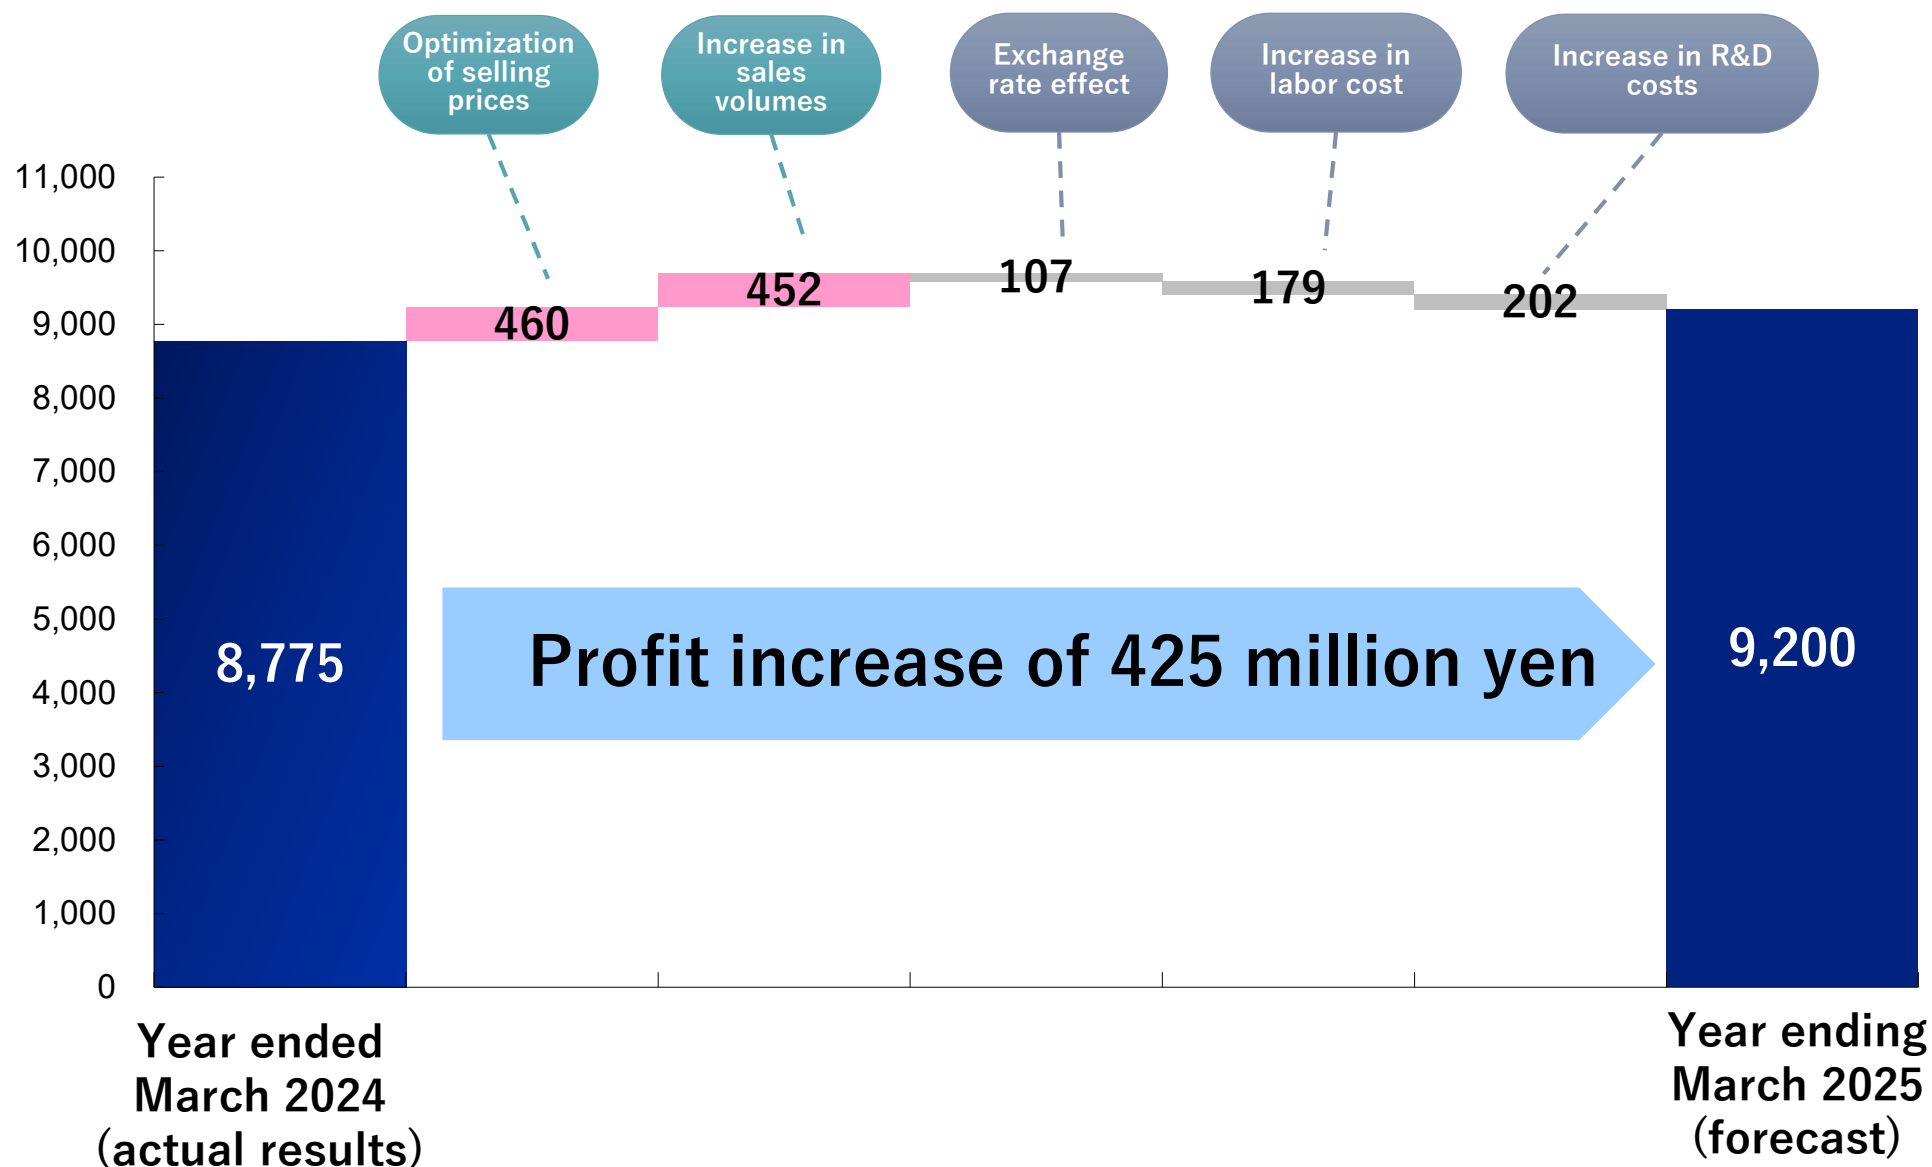 Optimization
of selling
prices
Increase in
sales
volumes
Exchange
rate effect
Increase in
labor cost
Increase in R&D
costs
11,000
10,000
9,000
8,000
7,000
6,000
5,000
4,000
3,000
2,000
1,000
0
460
452
107
179
202
8,775
Profit increase of 425 million yen
9,200
Year ended
March 2024
(actual results)
Year ending
March 2025
(forecast)